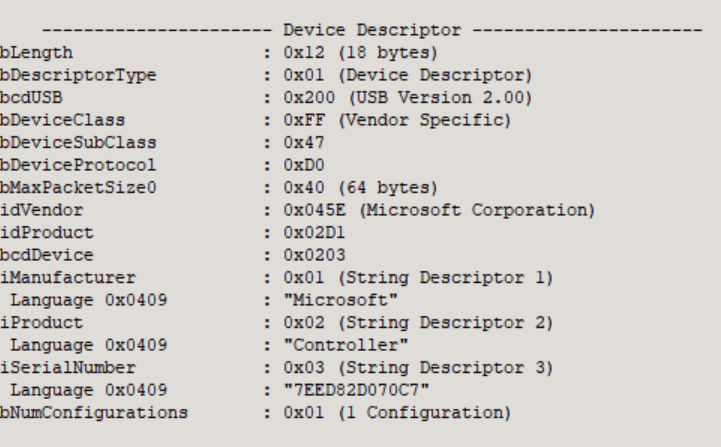 ---------------------- Device Descriptor ----------------------
bLength : 0x12 (18 bytes)
bDescriptorType : 0x01 (Device Descriptor)
bcdUSB : 0x200 (USB Version 2.00)
bDeviceClass : 0xFF (Vendor Specific)
bDeviceSubClass : 0x47
bDeviceProtocol : 0xD0
bMaxPacketSize0 : 0x40 (64 bytes)
idVendor : 0x045E (Microsoft Corporation)
idProduct : 0x02D1
bcdDevice : 0x0203
iManufacturer : 0x01 (String Descriptor 1)
Language 0x0409 : "Microsoft"
iProduct : 0x02 (String Descriptor 2)
Language 0x0409 : "Controller"
iSerialNumber : 0x03 (String Descriptor 3)
Language 0x0409 : "7EED82D070C7"
bNumConfigurations : 0x01 (1 Configuration)